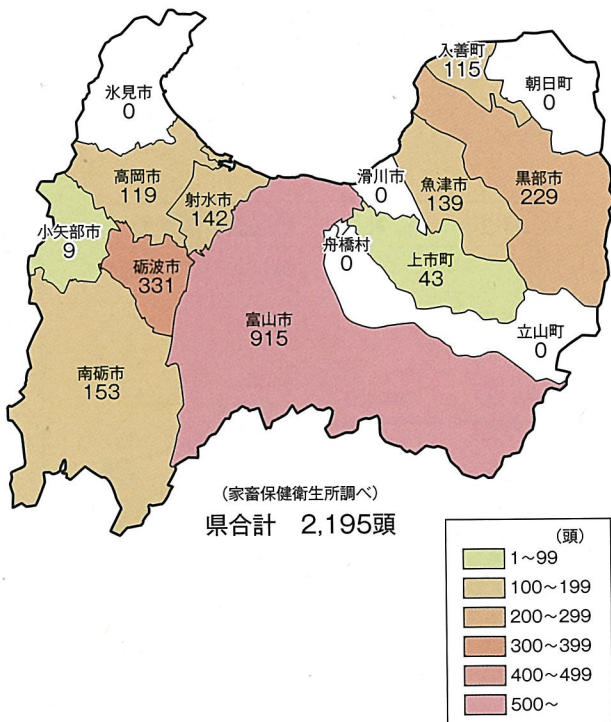 入善町
115
朝日町
0
氷見市
0
高岡市
119
射水市
142
滑川市
0
魚津市
139
黒部市
229
小矢部市
9
砺波市
331
舟橋村
0
上市町
43
富山市
915
立山町
0
南砺市
153
(家畜保健衛生所調べ)
県合計 2,195頭
(頭)
1〜99
100〜199
200〜299
300〜399
400〜499
500〜